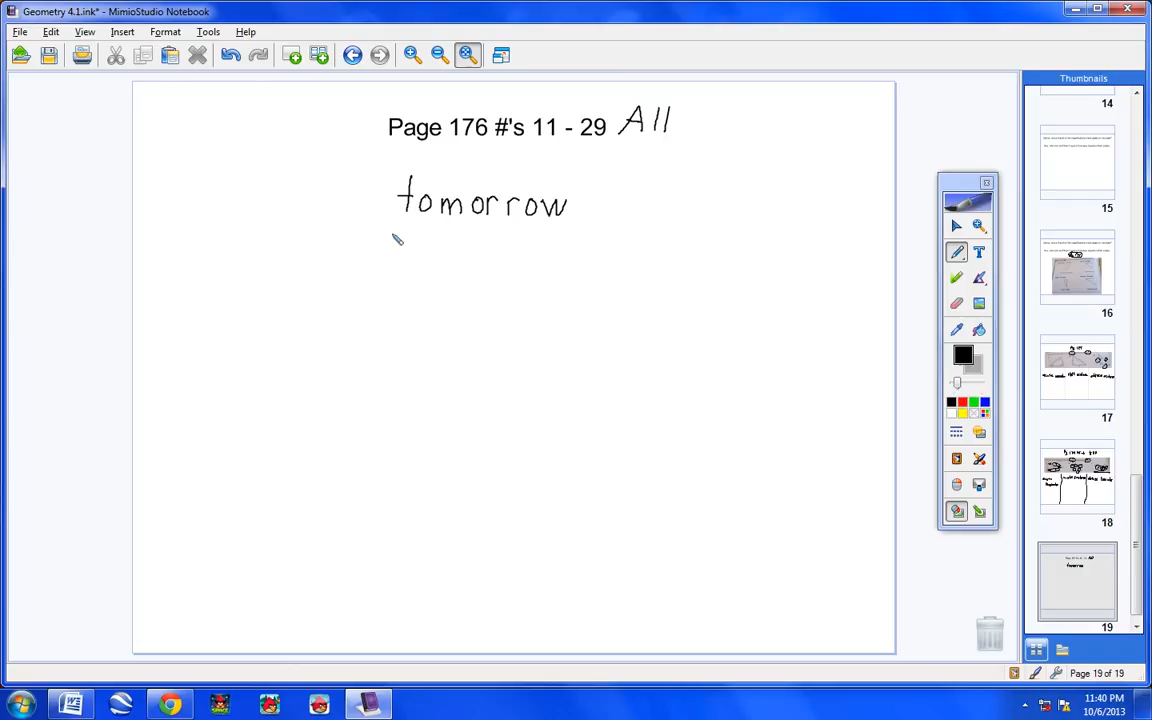 Geometry 4.1.ink* - MimioStudio Notebook
File Edit View Insert Format Tools Help
Page 176 #'s 11 - 29 All
tomorrow
Thumbnails
14
15
16
17
18
19
Page 19 of 19
11:40 PM
10/6/2013